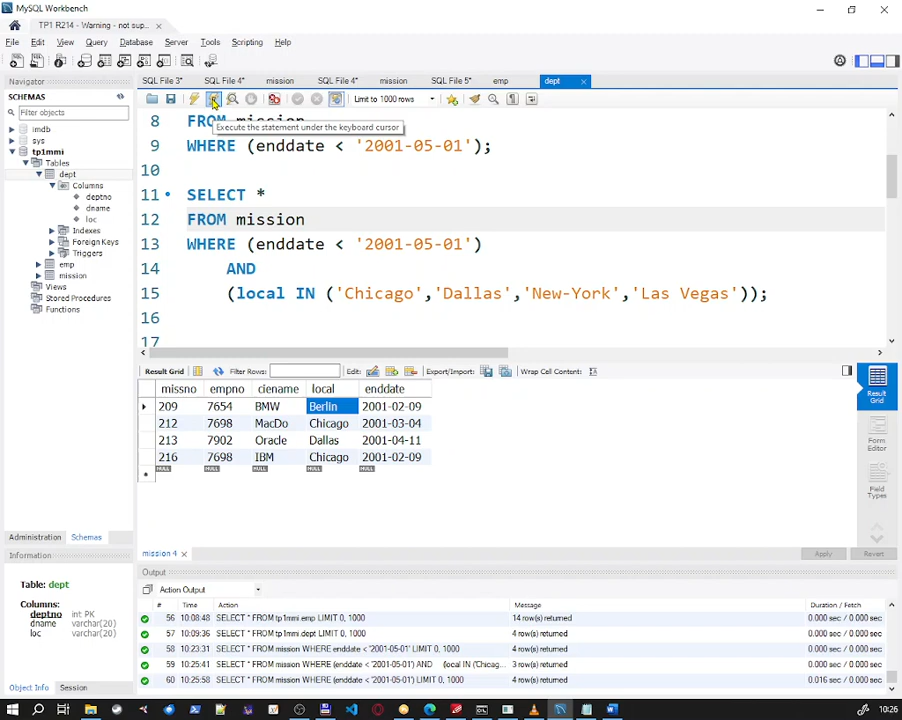 MySQL Workbench
TP1 R214 - Warning - not sup...
File Edit View Query Database Server Tools Scripting Help
Navigator
SCHEMAS
Filter objects
imdb
sys
tp1mmi
Tables
dept
Columns
deptno
dname
loc
Indexes
Foreign Keys
Triggers
emp
mission
Views
Stored Procedures
Functions
Administration Schemas
Information
Table: dept
Columns:
deptno int PK
dname varchar(20)
loc varchar(20)
Object Info Session
SQL File 3* SQL File 4* mission SQL File 4* mission SQL File 5* emp dept
Limit to 1000 rows
Execute the statement under the keyboard cursor
8 FROM mission
9 WHERE (enddate < '2001-05-01');
10
11 SELECT *
12 FROM mission
13 WHERE (enddate < '2001-05-01')
14 AND
15 (local IN ('Chicago','Dallas','New-York','Las Vegas'));
16
17
Result Grid Filter Rows: Edit: Export/Import: Wrap Cell Content:
missno empno ciename local enddate
209 7654 BMW Berlin 2001-02-09
212 7698 MacDo Chicago 2001-03-04
213 7902 Oracle Dallas 2001-04-11
216 7698 IBM Chicago 2001-02-09
NULL NULL NULL NULL NULL
Result Grid
Form Editor
Field Types
mission 4 Apply Revert
Output
Action Output
# Time Action Message Duration / Fetch
56 10:08:48 SELECT * FROM tp1mmi.emp LIMIT 0, 1000 14 row(s) returned 0.000 sec / 0.000 sec
57 10:09:36 SELECT * FROM tp1mmi.dept LIMIT 0, 1000 4 row(s) returned 0.000 sec / 0.000 sec
58 10:23:31 SELECT * FROM mission WHERE enddate < '2001-05-01' LIMIT 0, 1000 4 row(s) returned 0.000 sec / 0.000 sec
59 10:25:41 SELECT * FROM mission WHERE (enddate < '2001-05-01') AND (local IN ('Chicag... 3 row(s) returned 0.000 sec / 0.000 sec
60 10:25:58 SELECT * FROM mission WHERE (enddate < '2001-05-01') LIMIT 0, 1000 4 row(s) returned 0.016 sec / 0.000 sec
10:26